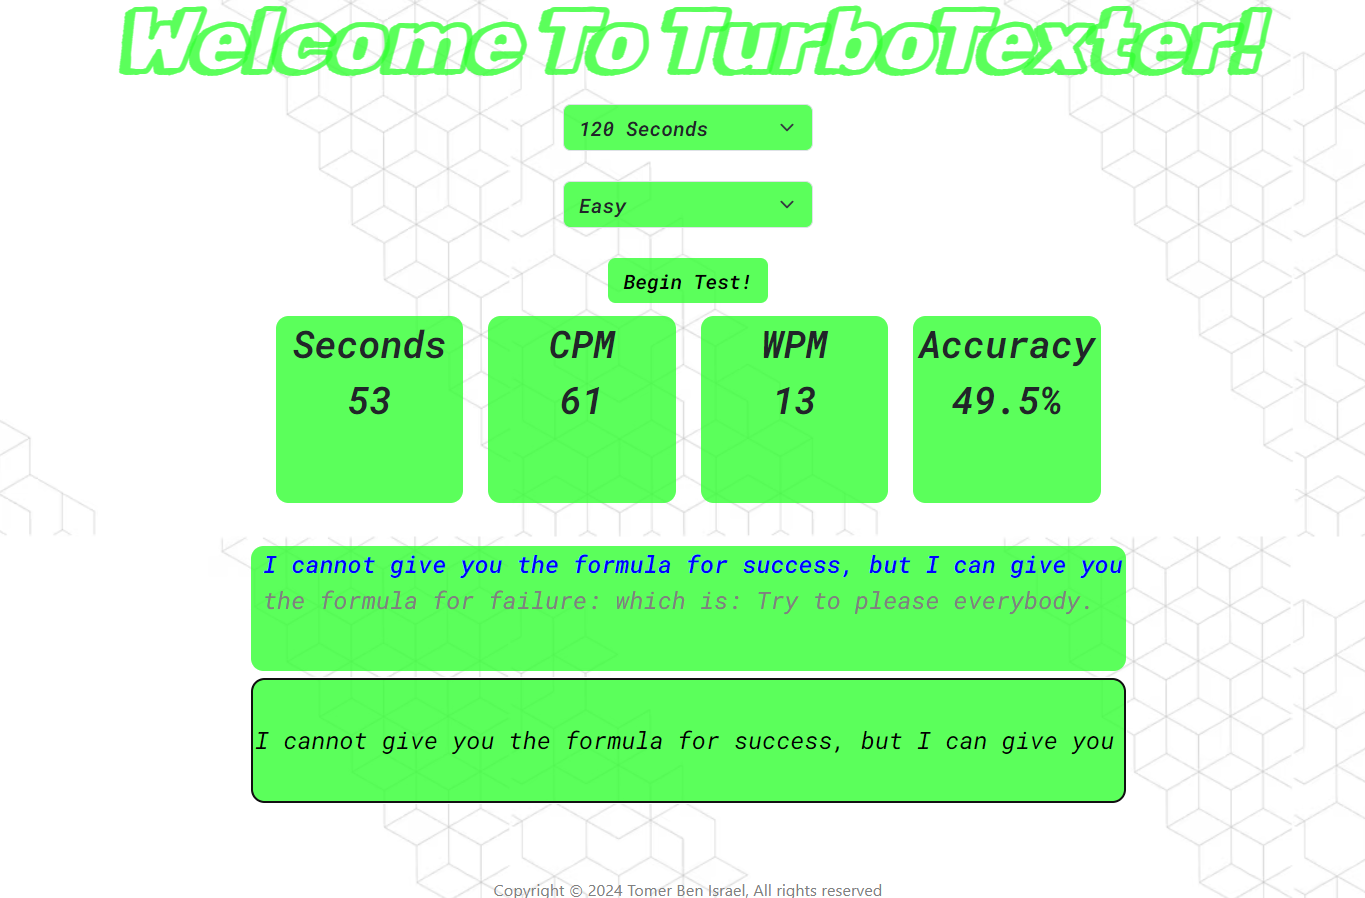 Welcome To TurboTexter!
120 Seconds
Easy
Begin Test!
Seconds
53
CPM
61
WPM
13
Accuracy
49.5%
I cannot give you the formula for success, but I can give you
the formula for failure: which is: Try to please everybody.
I cannot give you the formula for success, but I can give you
Copyright © 2024 Tomer Ben Israel, All rights reserved